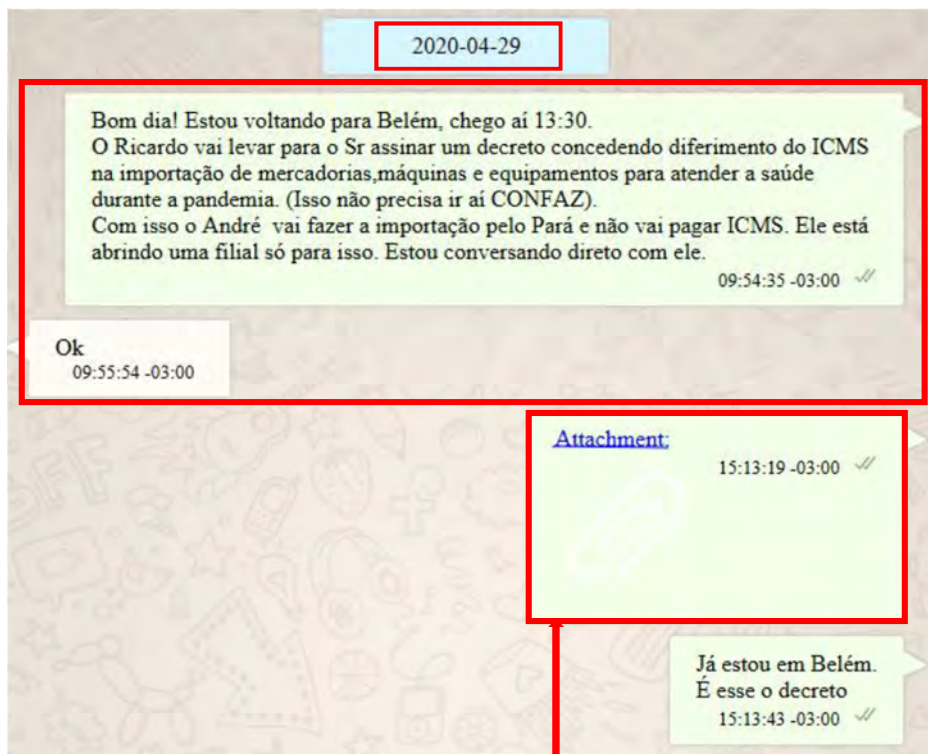 2020-04-29
Bom dia! Estou voltando para Belém, chego aí 13:30.
O Ricardo vai levar para o Sr assinar um decreto concedendo diferimento do ICMS
na importação de mercadorias,máquinas e equipamentos para atender a saúde
durante a pandemia. (Isso não precisa ir aí CONFAZ).
Com isso o André  vai fazer a importação pelo Pará e não vai pagar ICMS. Ele está
abrindo uma filial só para isso. Estou conversando direto com ele.
09:54:35 -03:00
Ok
09:55:54 -03:00
Attachment:
15:13:19 -03:00
Já estou em Belém.
É esse o decreto
15:13:43 -03:00